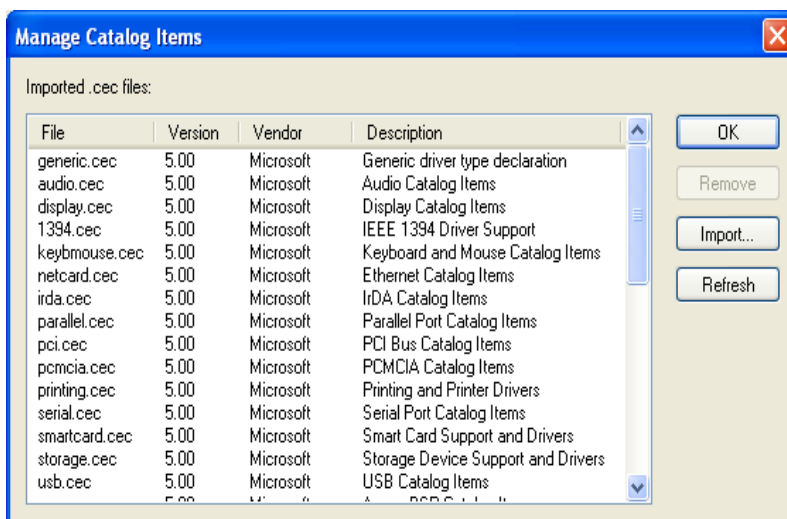 Manage Catalog Items
Imported .cec files:
File Version Vendor Description
generic.cec 5.00 Microsoft Generic driver type declaration
audio.cec 5.00 Microsoft Audio Catalog Items
display.cec 5.00 Microsoft Display Catalog Items
1394.cec 5.00 Microsoft IEEE 1394 Driver Support
keybmouse.cec 5.00 Microsoft Keyboard and Mouse Catalog Items
netcard.cec 5.00 Microsoft Ethernet Catalog Items
irda.cec 5.00 Microsoft IrDA Catalog Items
parallel.cec 5.00 Microsoft Parallel Port Catalog Items
pci.cec 5.00 Microsoft PCI Bus Catalog Items
pcmcia.cec 5.00 Microsoft PCMCIA Catalog Items
printing.cec 5.00 Microsoft Printing and Printer Drivers
serial.cec 5.00 Microsoft Serial Port Catalog Items
smartcard.cec 5.00 Microsoft Smart Card Support and Drivers
storage.cec 5.00 Microsoft Storage Device Support and Drivers
usb.cec 5.00 Microsoft USB Catalog Items
OK
Remove
Import...
Refresh